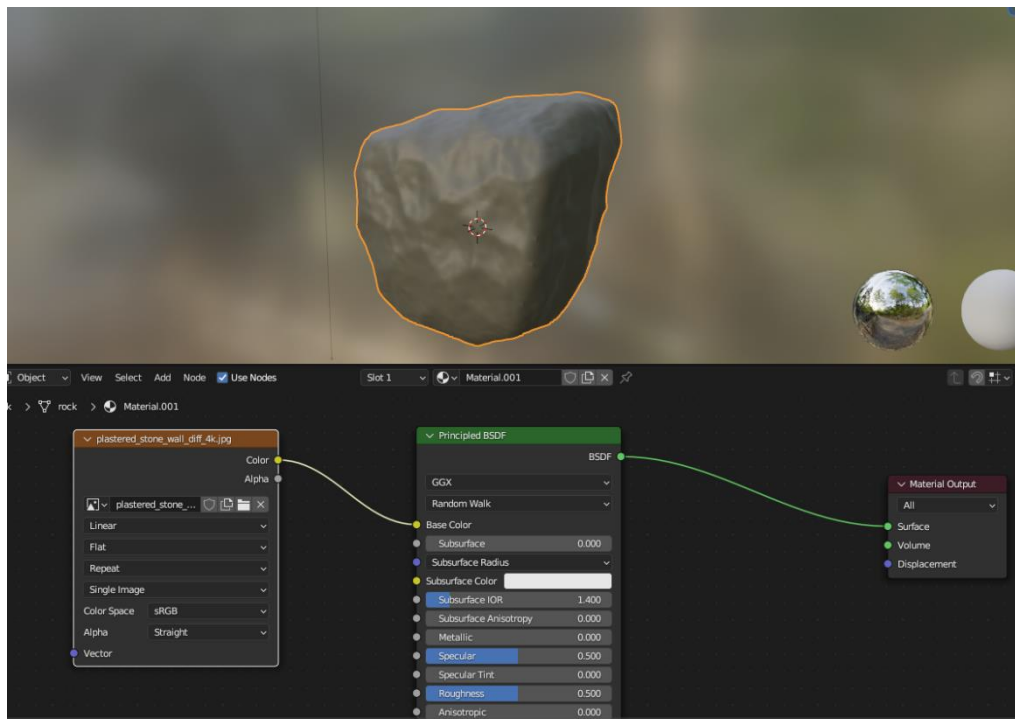 Object View Select Add Node Use Nodes Slot 1 Material.001
rock Material.001
plastered_stone_wall_diff_4k.jpg
Color
Alpha
plastered_stone_...
Linear
Flat
Repeat
Single Image
Color Space sRGB
Alpha Straight
Vector
Principled BSDF
BSDF
GGX
Random Walk
Base Color
Subsurface 0.000
Subsurface Radius
Subsurface Color
Subsurface IOR 1.400
Subsurface Anisotropy 0.000
Metallic 0.000
Specular 0.500
Specular Tint 0.000
Roughness 0.500
Anisotropic 0.000
Material Output
All
Surface
Volume
Displacement